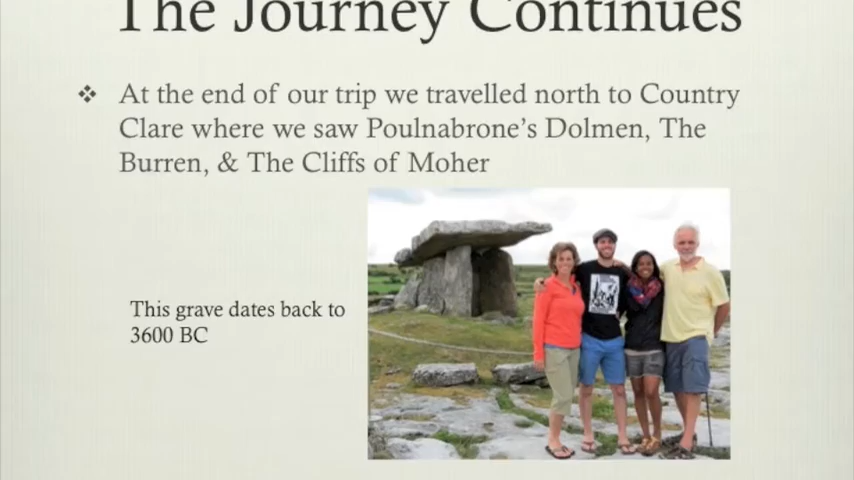 The Journey Continues
At the end of our trip we travelled north to Country
Clare where we saw Poulnabrone's Dolmen, The
Burren, & The Cliffs of Moher
This grave dates back to
3600 BC